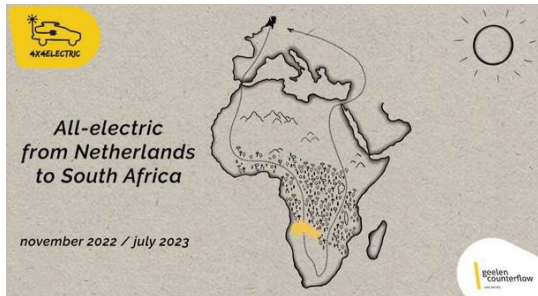 4X4ELECTRIC
All-electric
from Netherlands
to South Africa
november 2022 / july 2023
geelen
counterflow